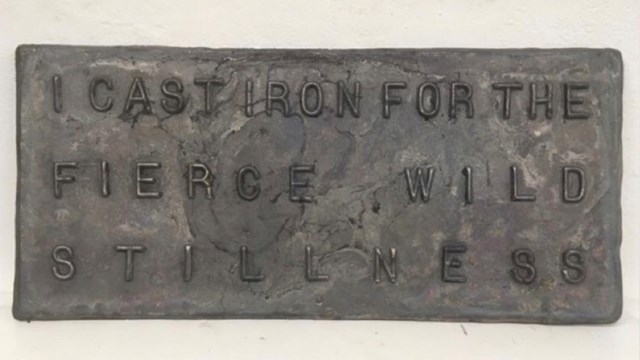 I CAST IRON FOR THE
FIERCE WILD
STILLNESS